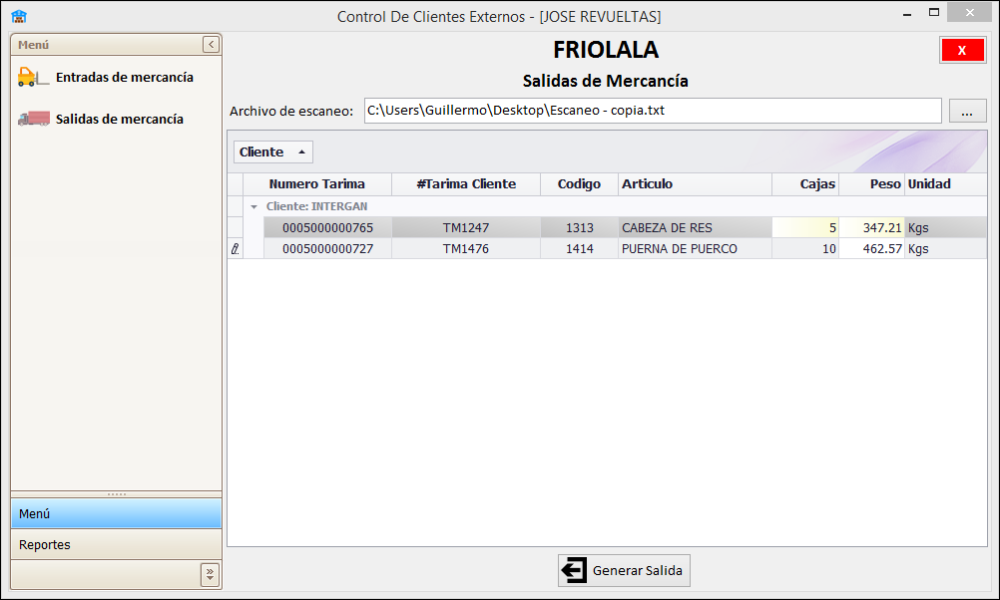 Control De Clientes Externos - [JOSE REVUELTAS]
Menú
Entradas de mercancía
Salidas de mercancía
Menú
Reportes
FRIOLALA
X
Salidas de Mercancía
Archivo de escaneo: C:\Users\Guillermo\Desktop\Escaneo - copia.txt ...
Cliente
Numero Tarima #Tarima Cliente Codigo Articulo Cajas Peso Unidad
Cliente: INTERGAN
0005000000765 TM1247 1313 CABEZA DE RES 5 347.21 Kgs
0005000000727 TM1476 1414 PUERNA DE PUERCO 10 462.57 Kgs
Generar Salida